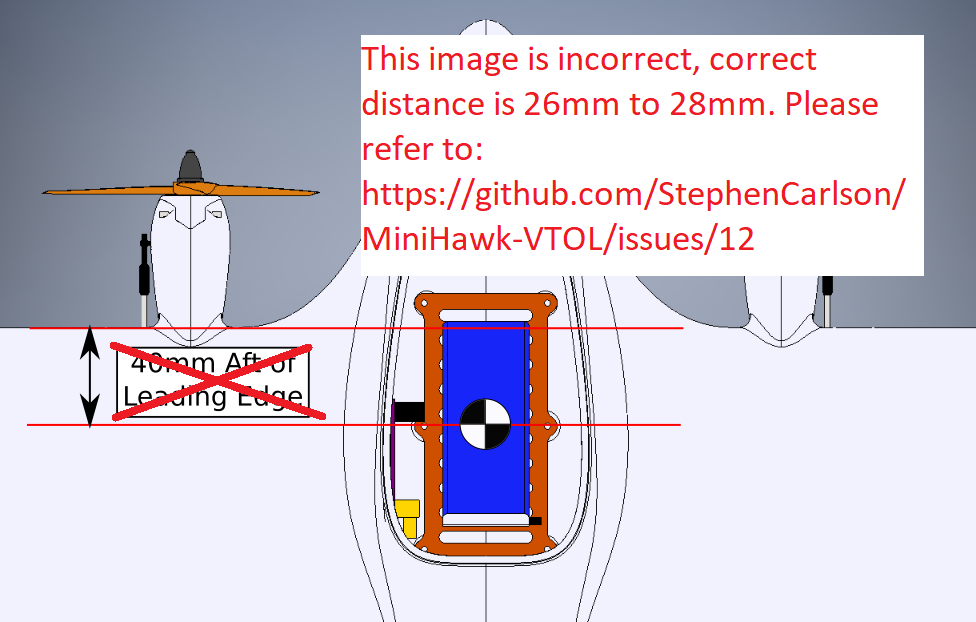 This image is incorrect, correct
distance is 26mm to 28mm. Please
refer to:
https://github.com/StephenCarlson/
MiniHawk-VTOL/issues/12
40mm Aft of
Leading Edge